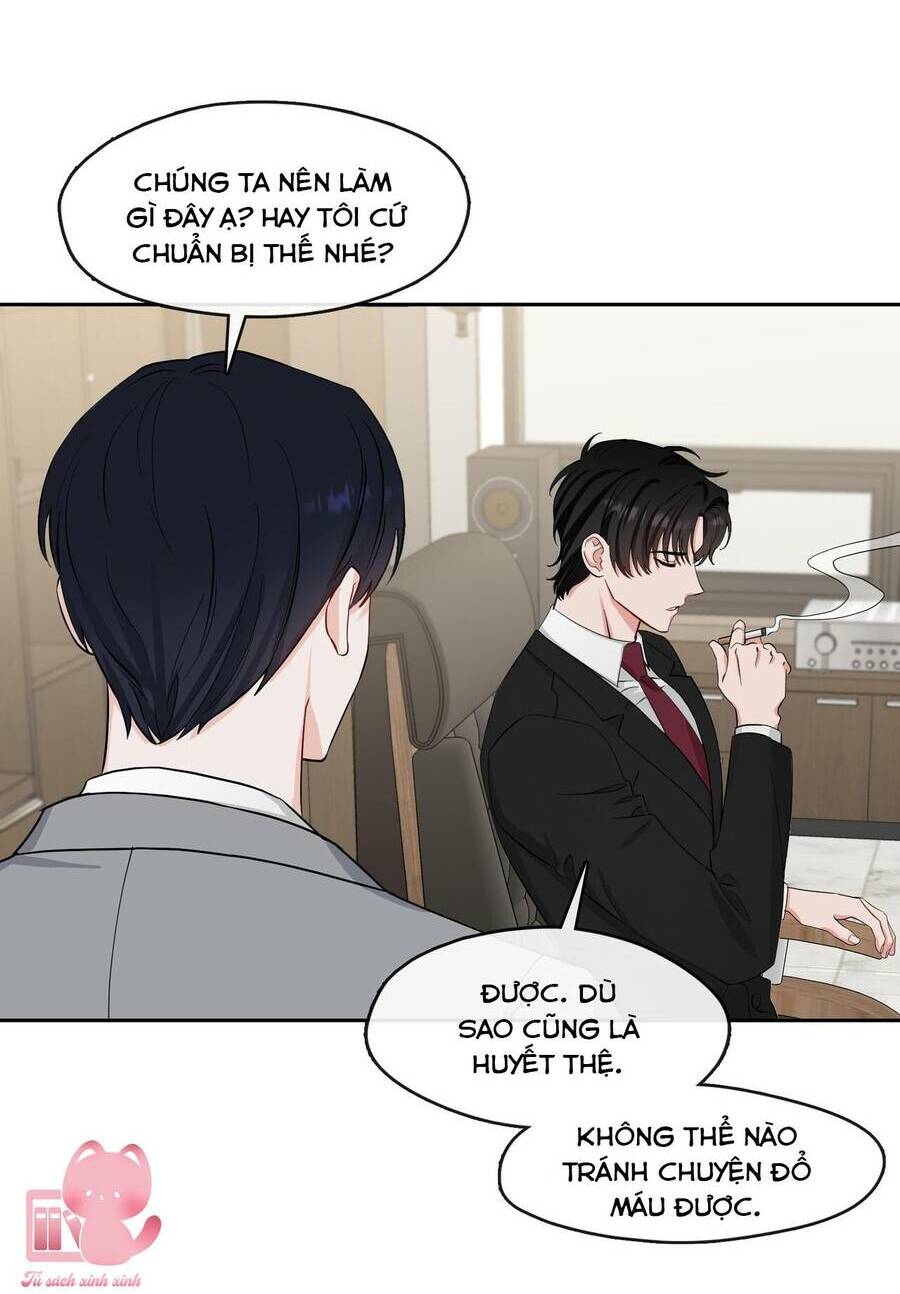 CHÚNG TA NÊN LÀM
GÌ ĐÂY Ạ? HAY TÔI CỨ
CHUẨN BỊ THẾ NHÉ?
ĐƯỢC. DÙ
SAO CŨNG LÀ
HUYẾT THỆ.
KHÔNG THỂ NÀO
TRÁNH CHUYỆN ĐỔ
MÁU ĐƯỢC.
Tủ sách xinh xinh